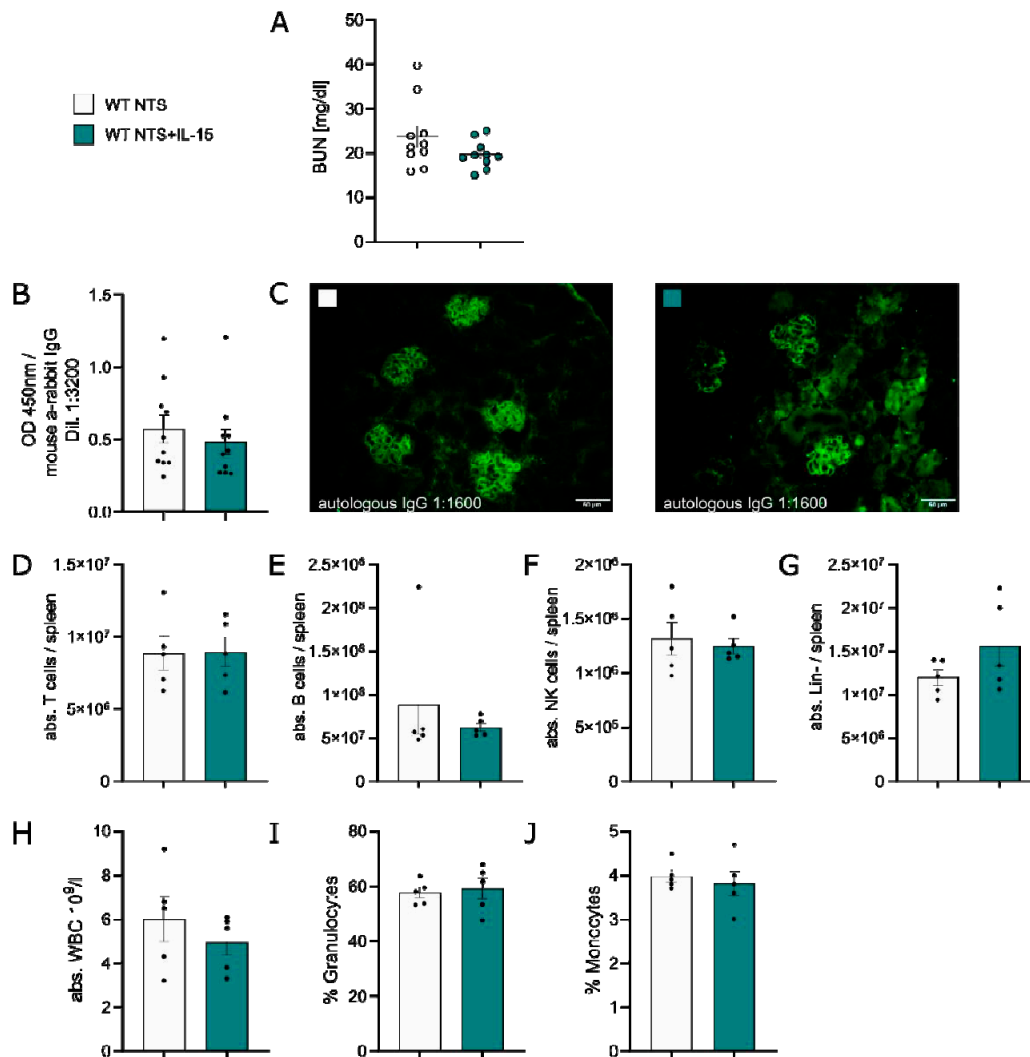 A
WT NTS
WT NTS+IL-15
BUN [mg/dl]
50
40
30
20
10
0
B
OD 450nm /
mouse a-rabbit IgG
Dil. 1:3200
1.5
1.0
0.5
0.0
C
autologous IgG 1:1600
50 µm
autologous IgG 1:1600
50 µm
D
abs. T cells / spleen
1.5×10⁷
1×10⁷
5×10⁶
0
E
abs. B cells / spleen
2.5×10⁸
2×10⁸
1.5×10⁸
1×10⁸
5×10⁷
0
F
abs. NK cells / spleen
2×10⁶
1.5×10⁶
1×10⁶
5×10⁵
0
G
abs. Lin- / spleen
2.5×10⁷
2×10⁷
1.5×10⁷
1×10⁷
5×10⁶
0
H
abs. WBC
10
8
6
4
2
0
I
% Granulocytes
80
60
40
20
0
J
% Monocytes
5
4
3
2
1
0